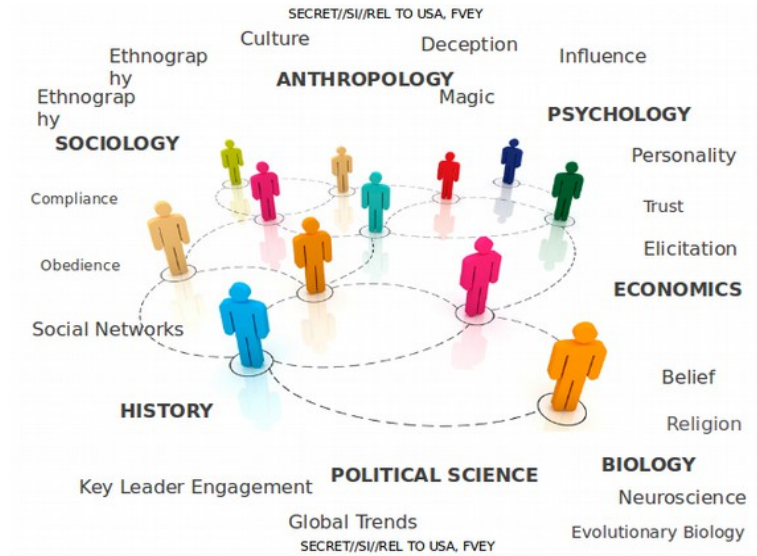 SECRET//SI//REL TO USA, FVEY
Culture
Deception
Ethnograp
hy
Influence
ANTHROPOLOGY
Ethnograp
hy
Magic
PSYCHOLOGY
SOCIOLOGY
Personality
Compliance
Trust
Elicitation
Obedience
ECONOMICS
Social Networks
Belief
HISTORY
Religion
BIOLOGY
POLITICAL SCIENCE
Key Leader Engagement
Neuroscience
Global Trends
Evolutionary Biology
SECRET//SI//REL TO USA, FVEY